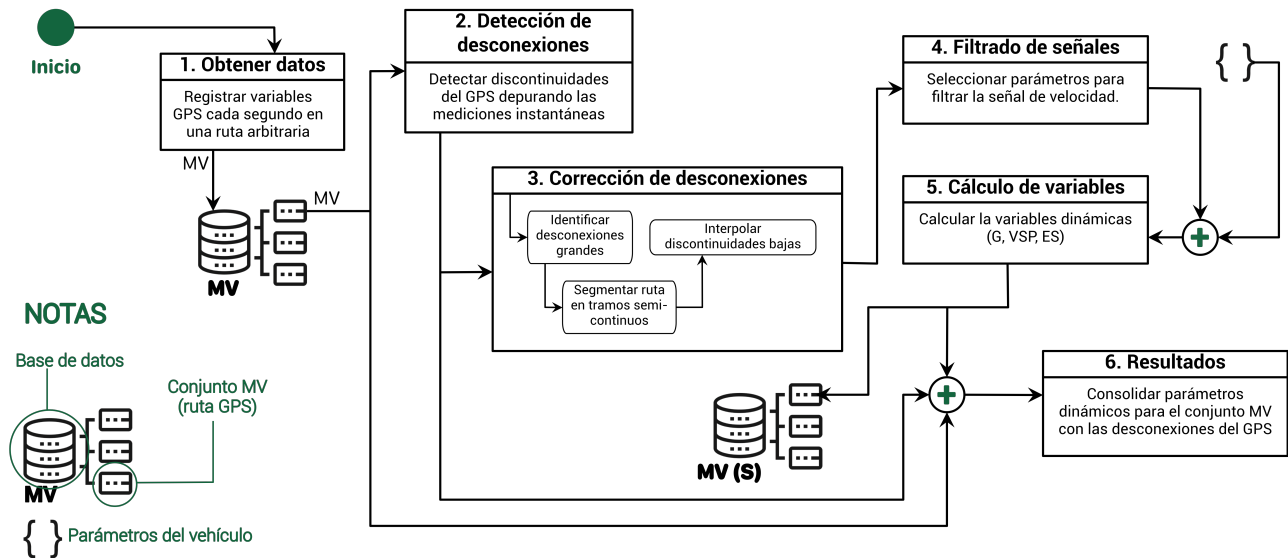 Inicio
1. Obtener datos
Registrar variables
GPS cada segundo en
una ruta arbitraria
MV
MV
MV
2. Detección de
desconexiones
Detectar discontinuidades
del GPS depurando las
mediciones instantáneas
3. Corrección de desconexiones
Identificar
desconexiones
grandes
Interpolar
discontinuidades bajas
Segmentar ruta
en tramos semi-
continuos
4. Filtrado de señales
Seleccionar parámetros para
filtrar la señal de velocidad.
{ }
5. Cálculo de variables
Calcular la variables dinámicas
(G, VSP, ES)
+
MV (S)
+
6. Resultados
Consolidar parámetros
dinámicos para el conjunto MV
con las desconexiones del GPS
NOTAS
Base de datos
Conjunto MV
(ruta GPS)
MV
{ } Parámetros del vehículo